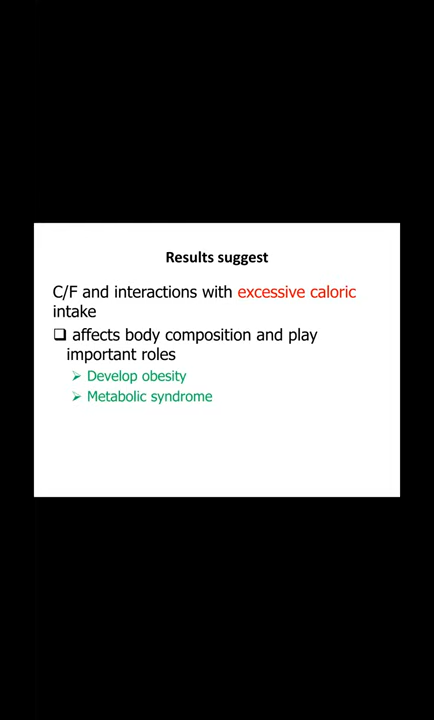 Results suggest
C/F and interactions with excessive caloric
intake
❑ affects body composition and play
important roles
➢ Develop obesity
➢ Metabolic syndrome